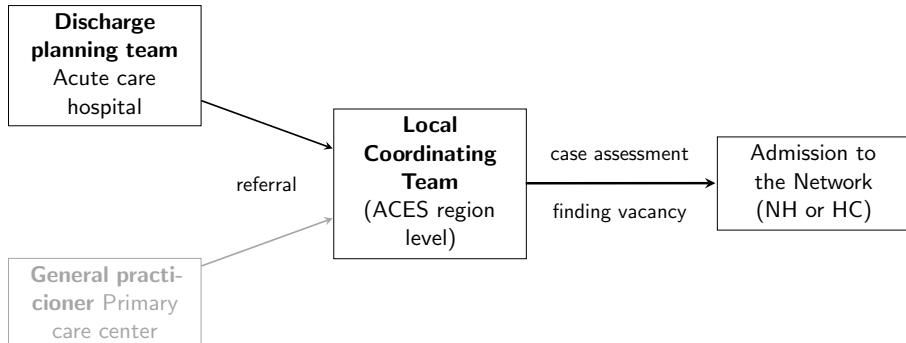 Discharge
planning team
Acute care
hospital
referral
General practi-
cioner Primary
care center
Local
Coordinating
Team
(ACES region
level)
case assessment
finding vacancy
Admission to
the Network
(NH or HC)